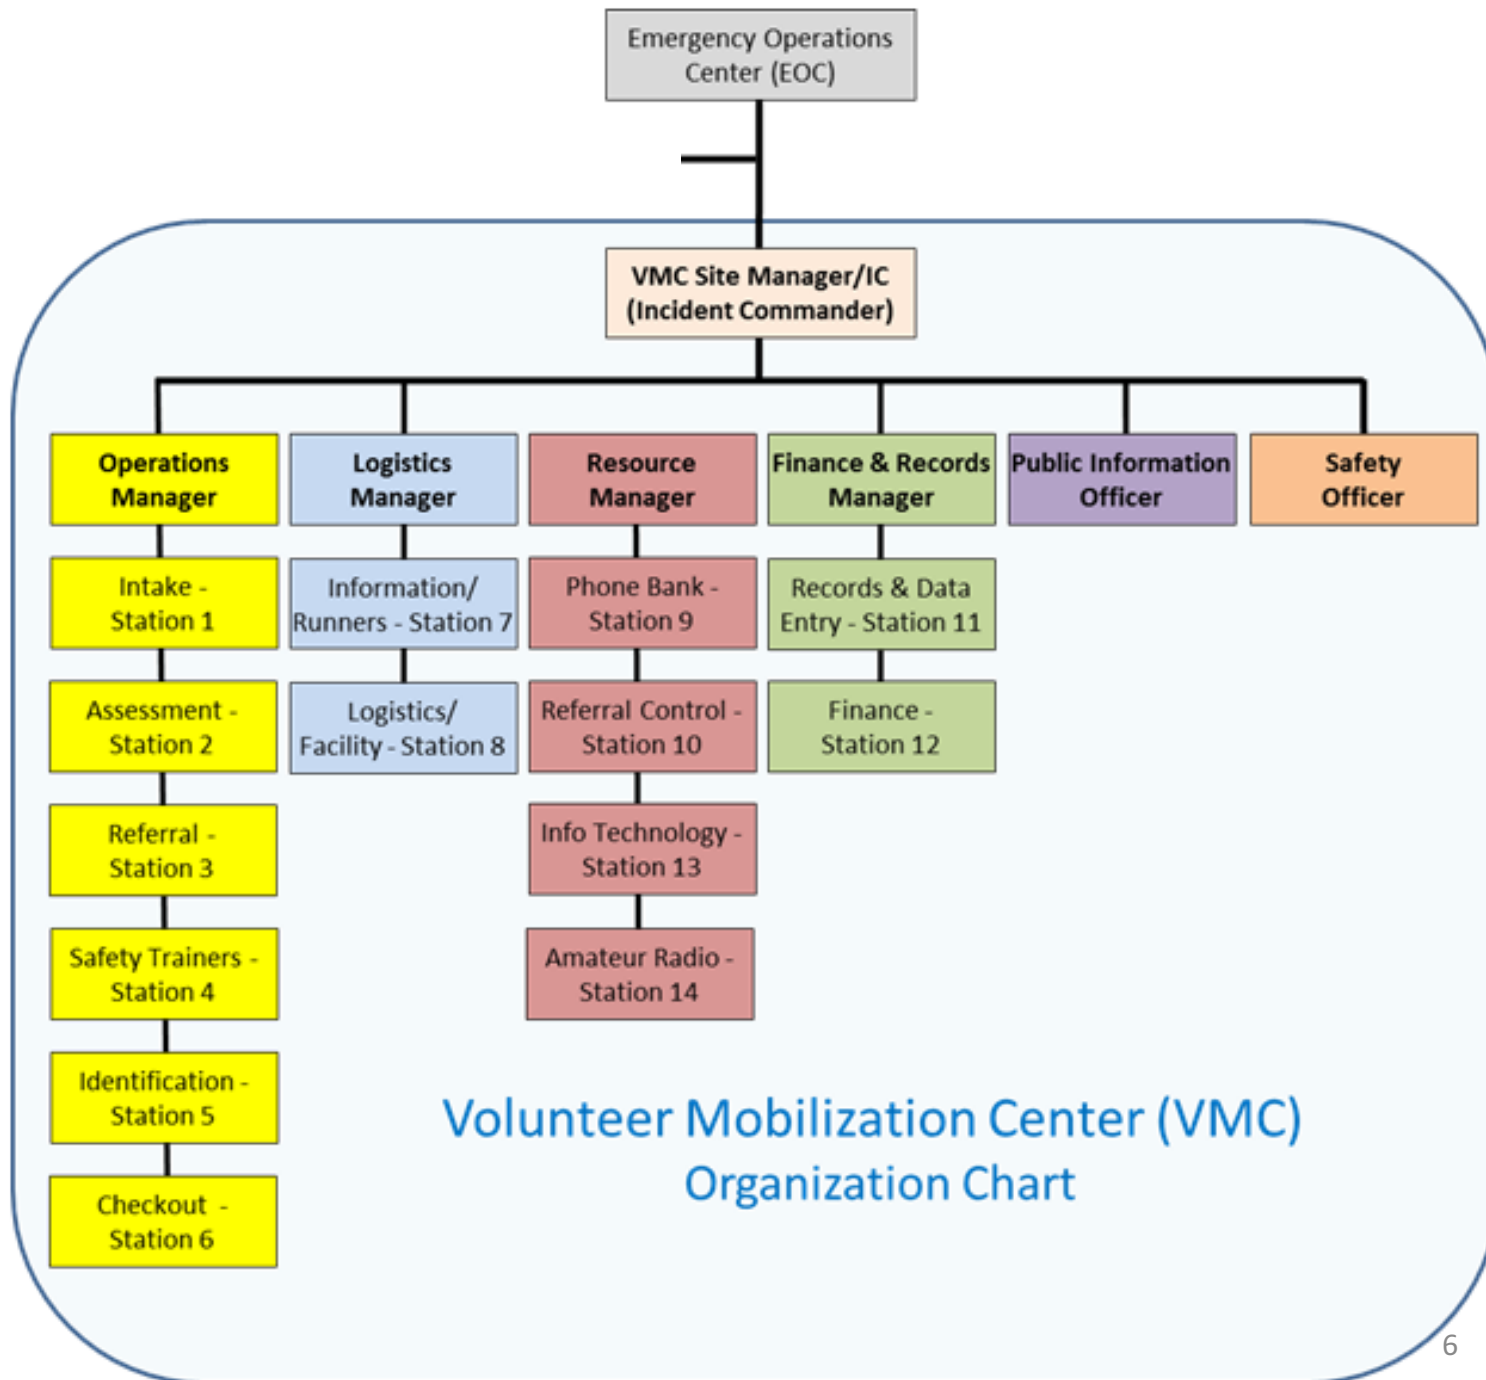 Emergency Operations
Center (EOC)
VMC Site Manager/IC
(Incident Commander)
Operations
Manager
Logistics
Manager
Resource
Manager
Finance & Records
Manager
Public Information
Officer
Safety
Officer
Intake -
Station 1
Assessment -
Station 2
Referral -
Station 3
Safety Trainers -
Station 4
Identification -
Station 5
Checkout -
Station 6
Information/
Runners - Station 7
Logistics/
Facility - Station 8
Phone Bank -
Station 9
Referral Control -
Station 10
Info Technology -
Station 13
Amateur Radio -
Station 14
Records & Data
Entry - Station 11
Finance -
Station 12
Volunteer Mobilization Center (VMC)
Organization Chart
6